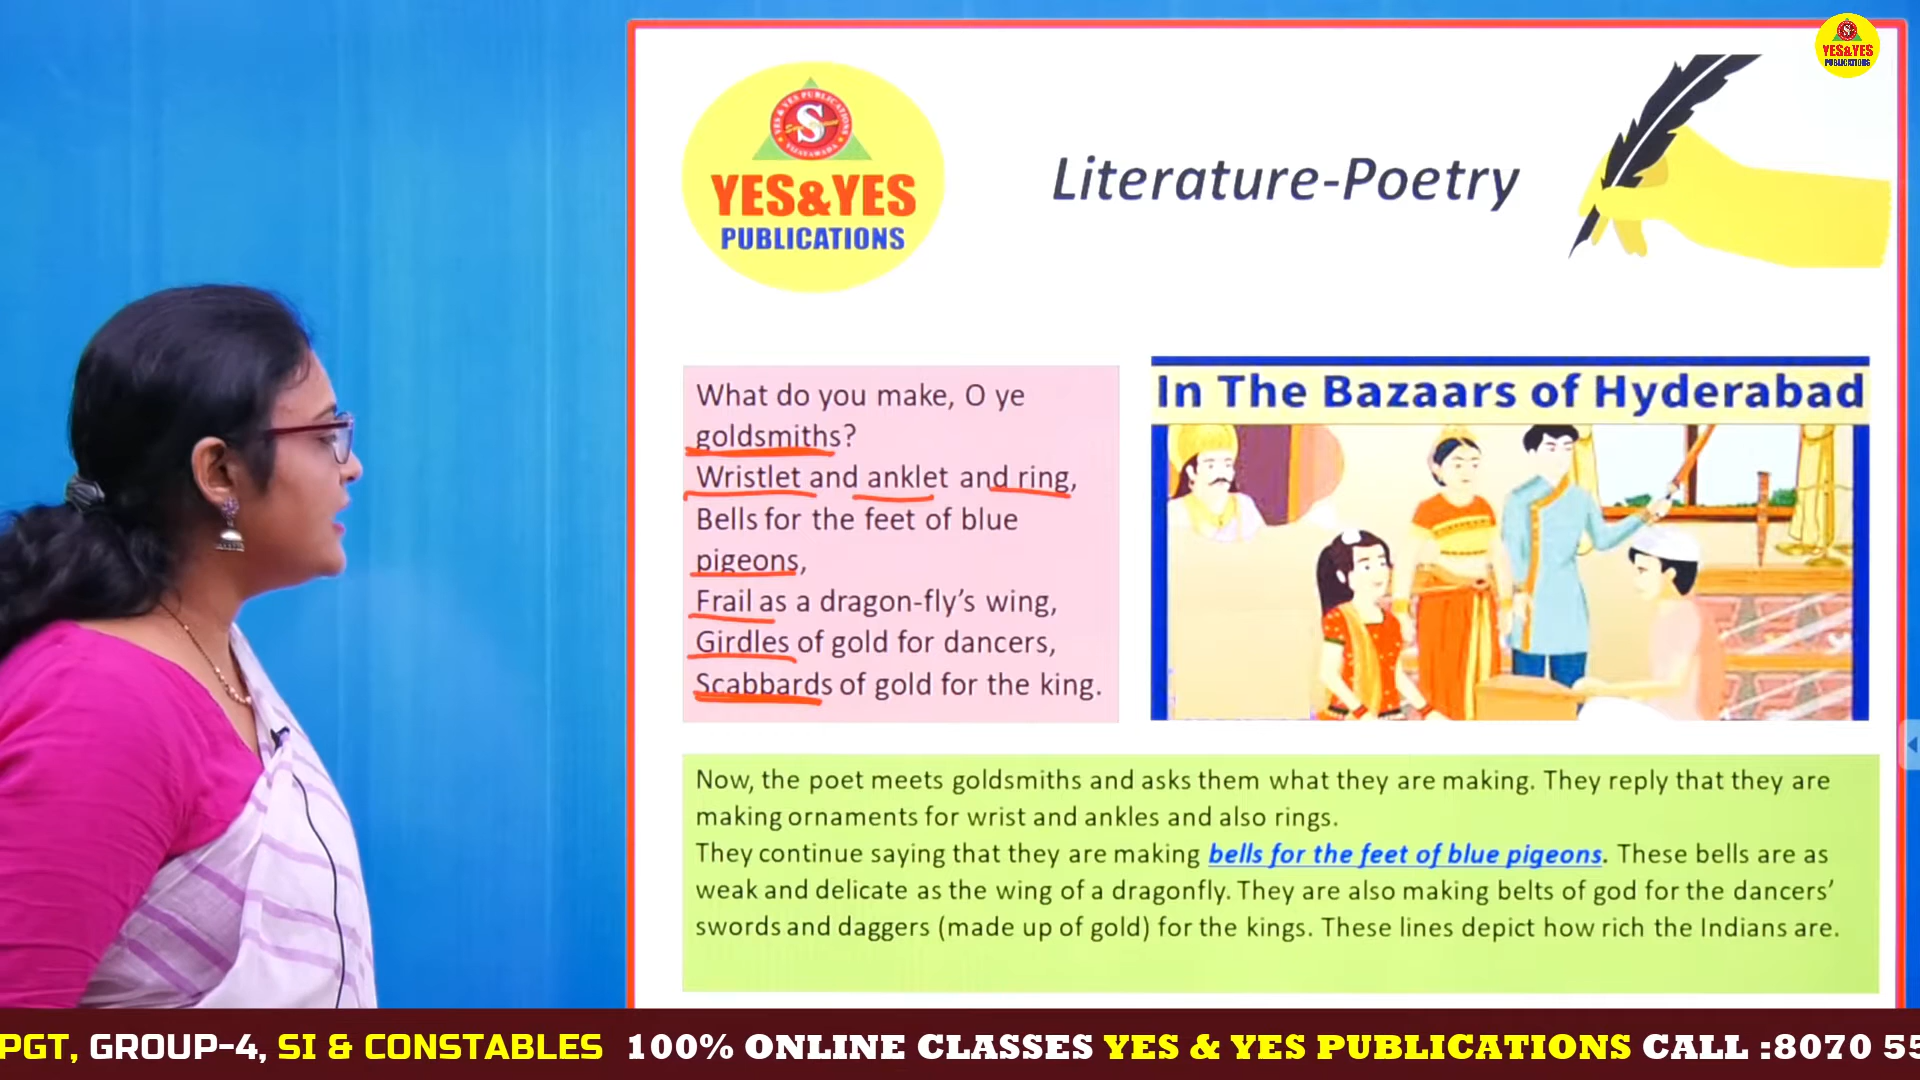 YES&YES
PUBLICATIONS
YES & YES PUBLICATIONS
S
VIJAYAWADA
YES&YES
PUBLICATIONS
Literature-Poetry
What do you make, O ye
goldsmiths?
Wristlet and anklet and ring,
Bells for the feet of blue
pigeons,
Frail as a dragon-fly’s wing,
Girdles of gold for dancers,
Scabbards of gold for the king.
In The Bazaars of Hyderabad
Now, the poet meets goldsmiths and asks them what they are making. They reply that they are
making ornaments for wrist and ankles and also rings.
They continue saying that they are making bells for the feet of blue pigeons. These bells are as
weak and delicate as the wing of a dragonfly. They are also making belts of god for the dancers’
swords and daggers (made up of gold) for the kings. These lines depict how rich the Indians are.
PGT, GROUP-4, SI & CONSTABLES 100% ONLINE CLASSES YES & YES PUBLICATIONS CALL :8070 55